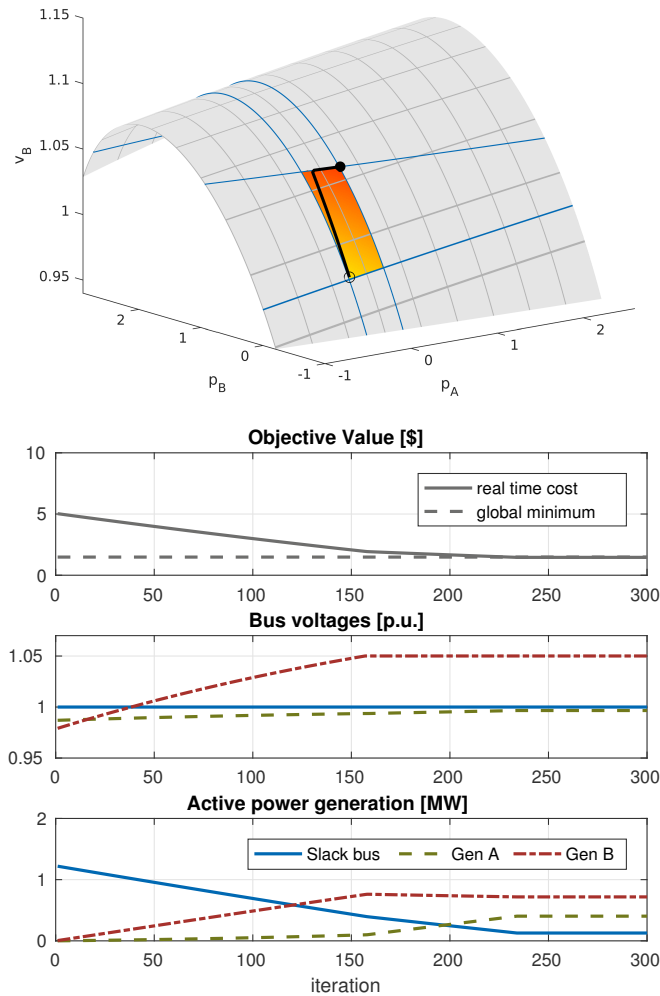 1.15
1.1
1.05
1
0.95
v_B
2
1
0
-1
p_B
-1
0
1
2
p_A
Objective Value [$]
10
5
0
real time cost
global minimum
0 50 100 150 200 250 300
Bus voltages [p.u.]
1.05
1
0.95
0 50 100 150 200 250 300
Active power generation [MW]
2
1
0
Slack bus Gen A Gen B
0 50 100 150 200 250 300
iteration